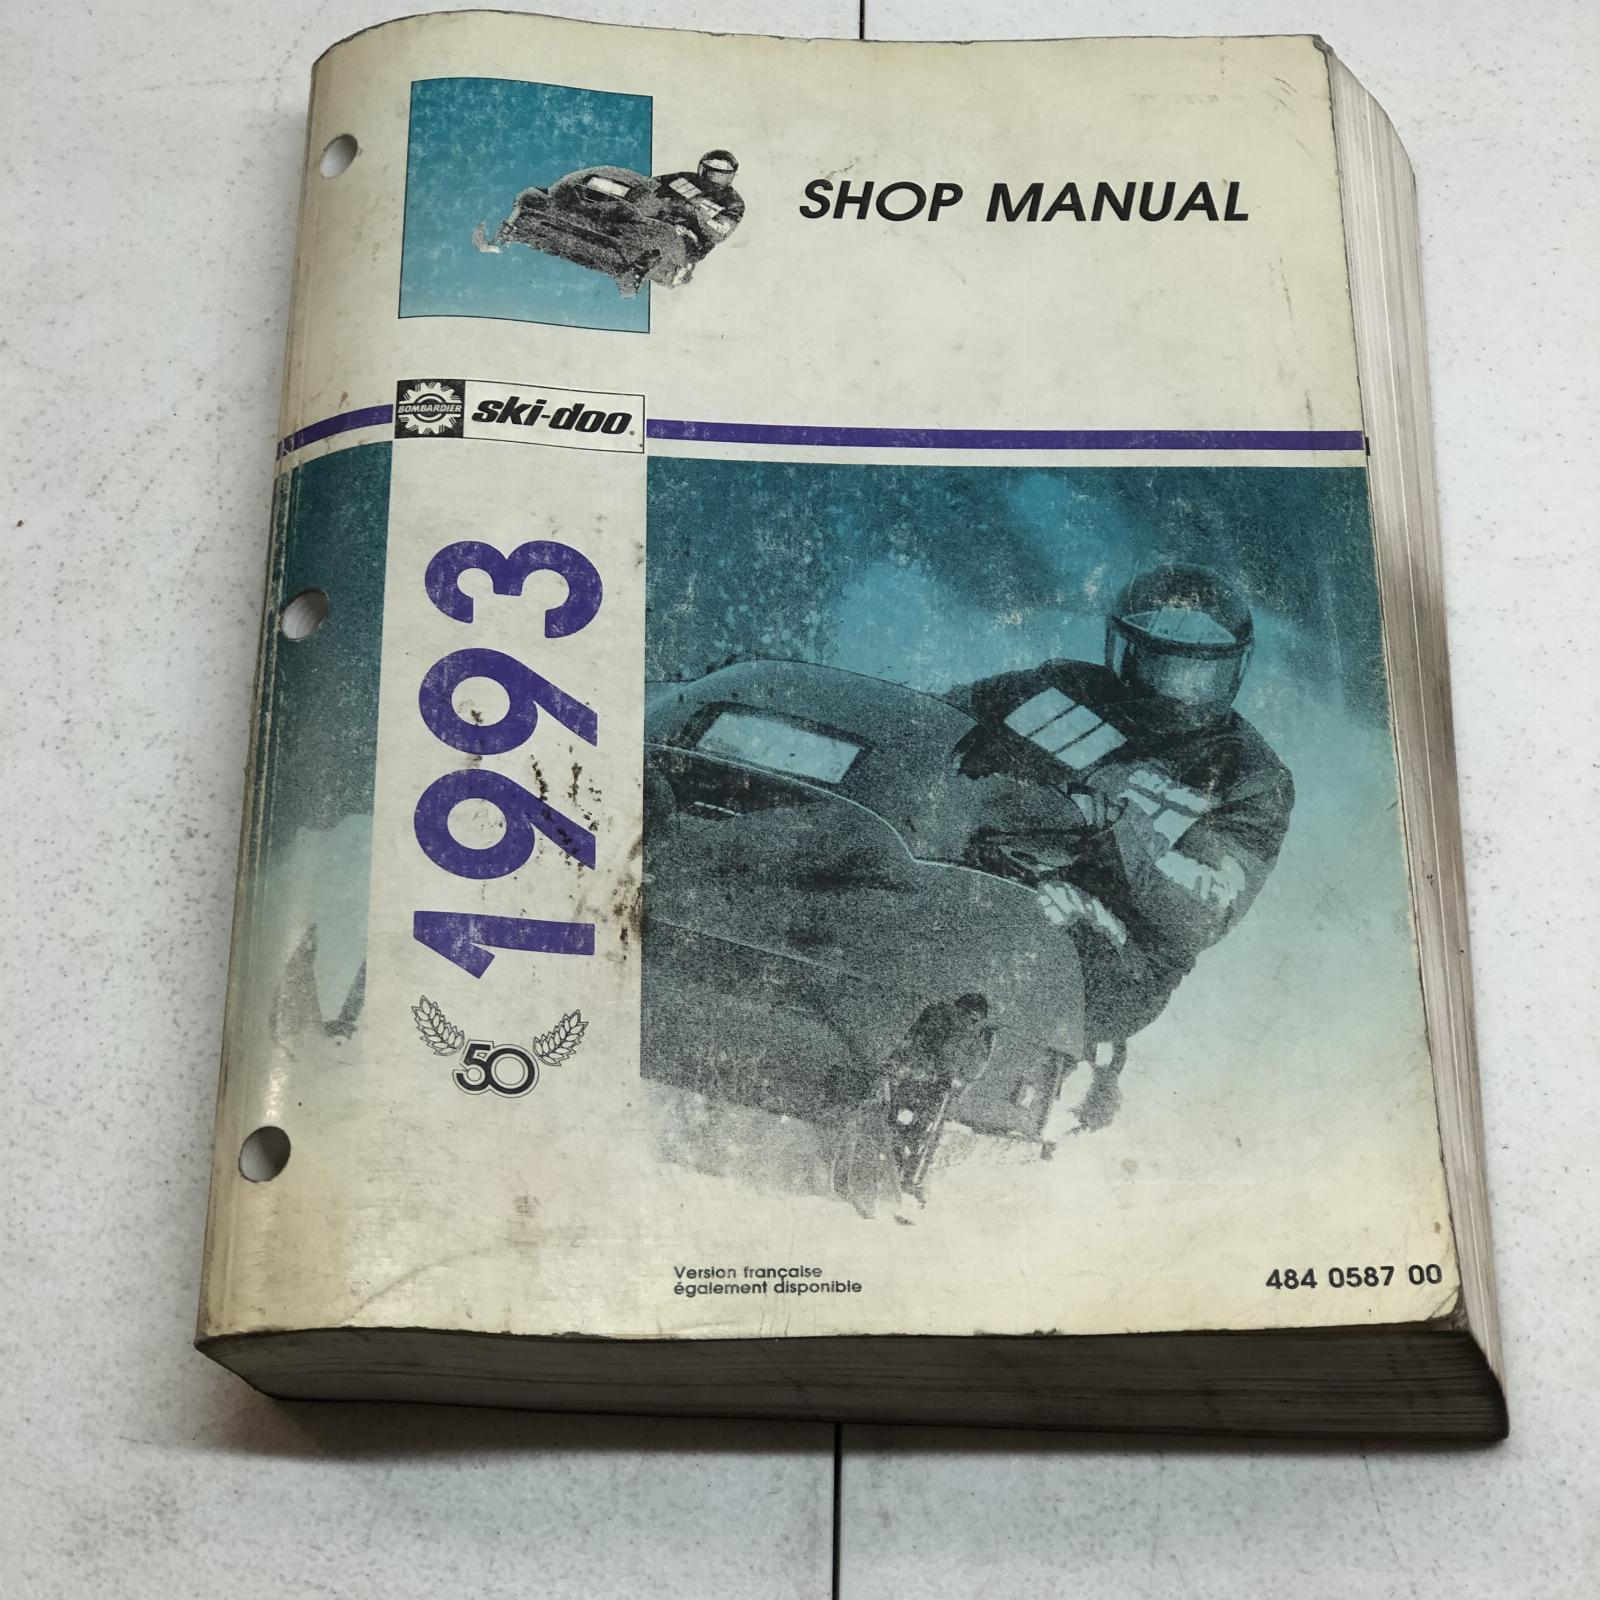 SHOP MANUAL
BOMBARDIER
ski-doo®
1993
50
Version française
également disponible
484 0587 00